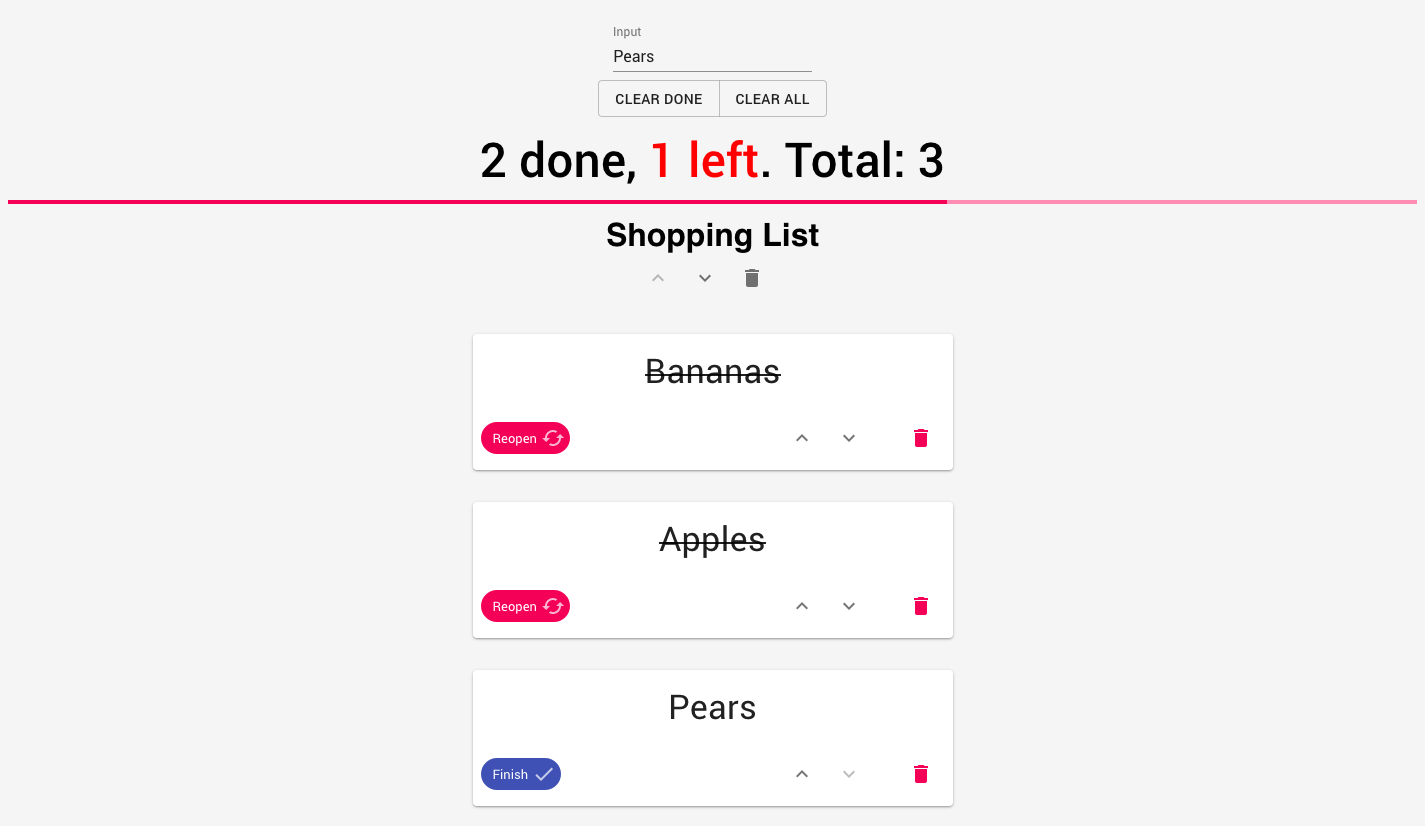 Input
Pears
CLEAR DONE CLEAR ALL
2 done, 1 left. Total: 3
Shopping List
Bananas
Reopen
Apples
Reopen
Pears
Finish